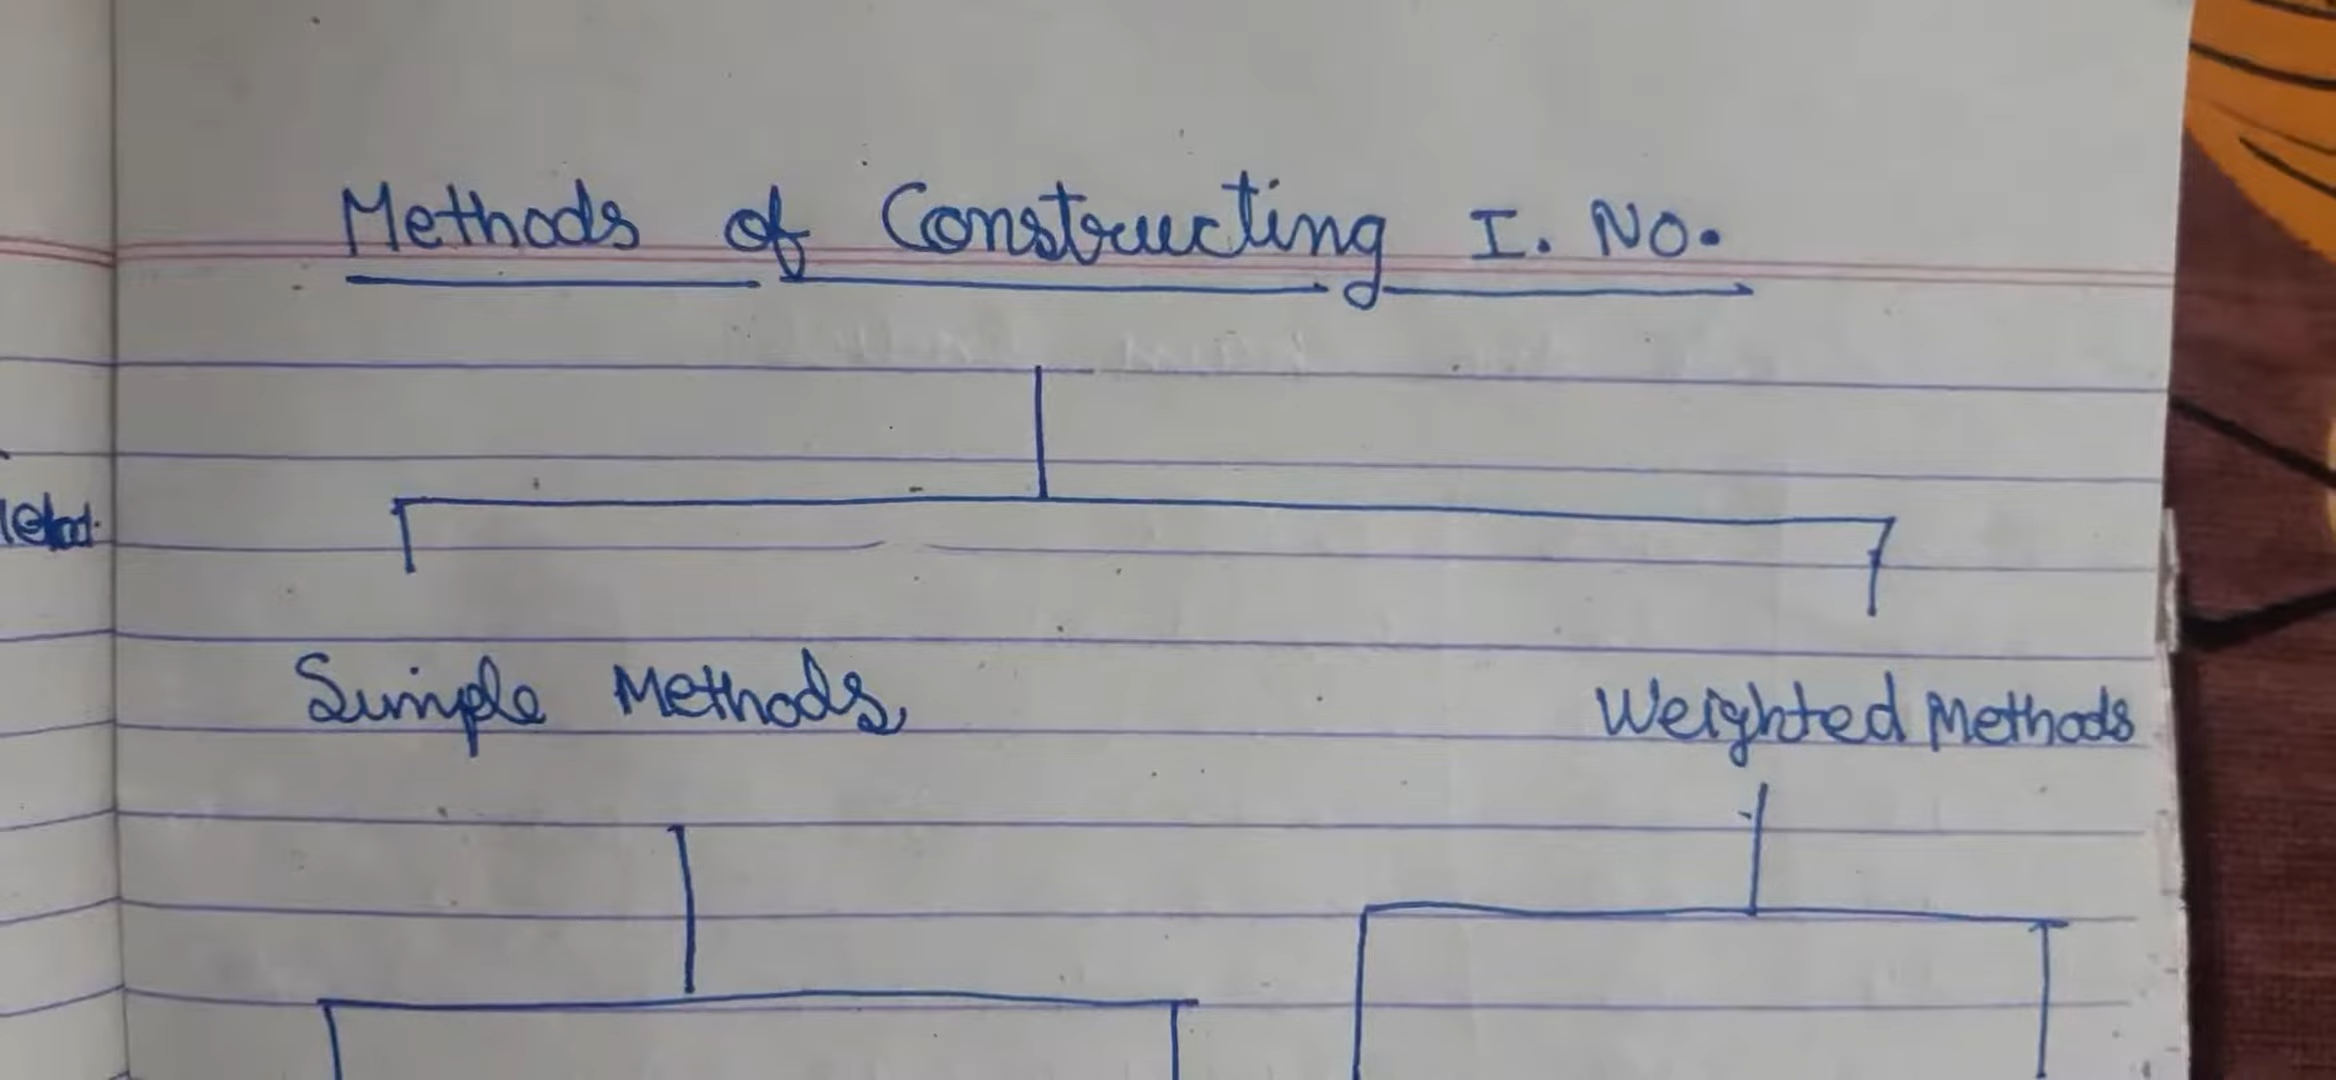 Methods of Constructing I. No.
Simple Methods
Weighted Methods